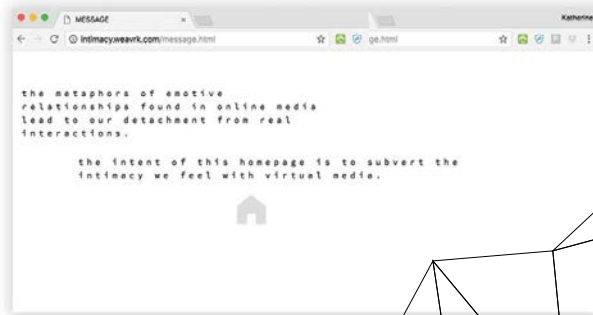 MESSAGE
Katherine
intimacy.weavrk.com/message.html
ge.html
the metaphors of emotive
relationships found in online media
lead to our detachment from real
interactions.
the intent of this homepage is to subvert the
intimacy we feel with virtual media.